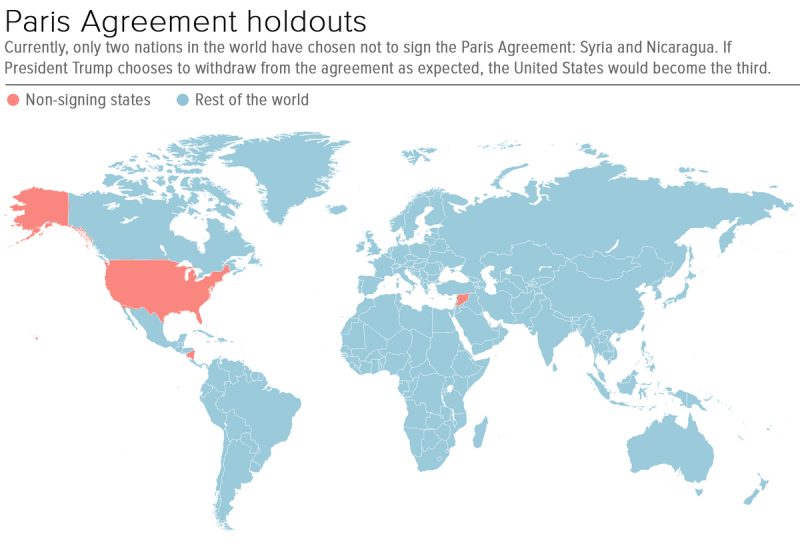 Paris Agreement holdouts
Currently, only two nations in the world have chosen not to sign the Paris Agreement: Syria and Nicaragua. If
President Trump chooses to withdraw from the agreement as expected, the United States would become the third.
Non-signing states
Rest of the world